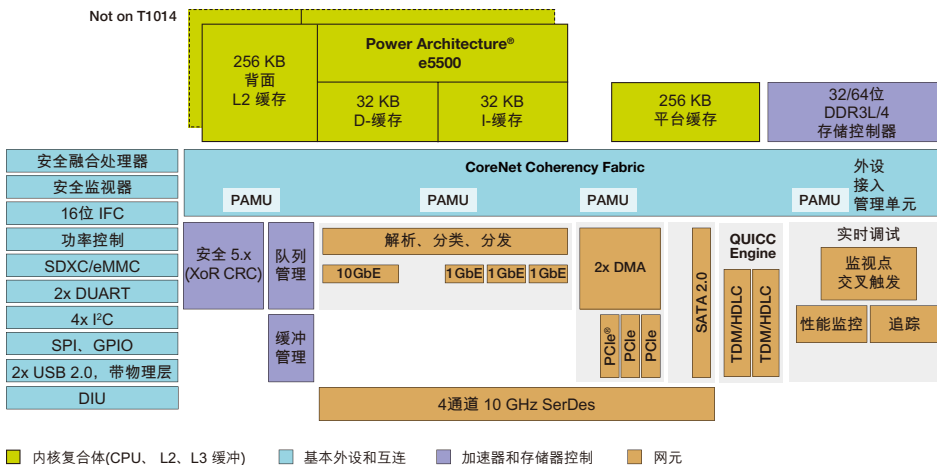 Not on T1014
256 KB
背面
L2 缓存
Power Architecture®
e5500
32 KB
D-缓存
32 KB
I-缓存
256 KB
平台缓存
32/64位
DDR3L/4
存储控制器
安全融合处理器
安全监视器
16位 IFC
功率控制
SDXC/eMMC
2x DUART
4x I²C
SPI、GPIO
2x USB 2.0，带物理层
DIU
CoreNet Coherency Fabric
外设
接入
管理单元
PAMU
PAMU
PAMU
PAMU
安全 5.x
(XoR CRC)
队列
管理
缓冲
管理
解析、分类、分发
10GbE
1GbE
1GbE
1GbE
2x DMA
PCIe®
PCIe
PCIe
SATA 2.0
QUICC
Engine
TDM/HDLC
TDM/HDLC
实时调试
监视点
交叉触发
性能监控
追踪
4通道 10 GHz SerDes
内核复合体(CPU、 L2、L3 缓冲)
基本外设和互连
加速器和存储器控制
网元